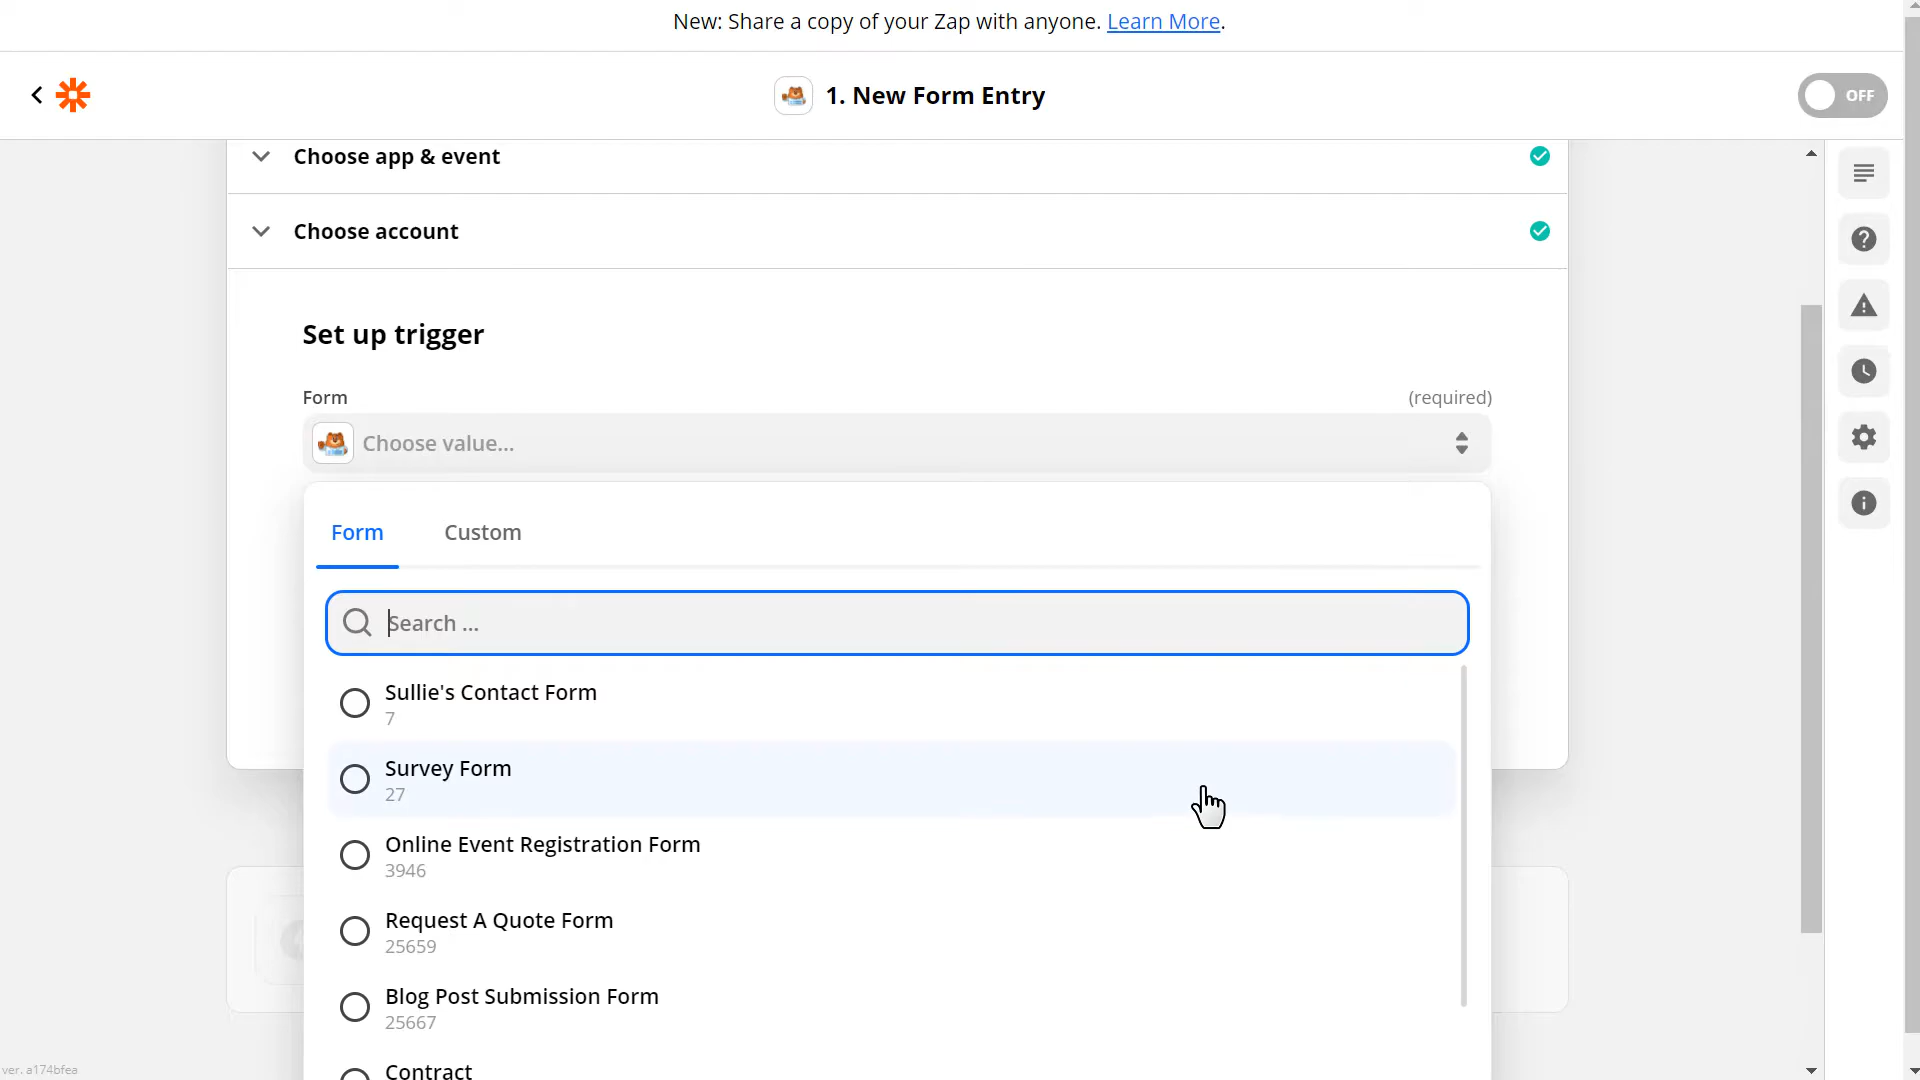 New: Share a copy of your Zap with anyone. Learn More.
1. New Form Entry
OFF
Choose app & event
Choose account
Set up trigger
Form
(required)
Choose value...
Form
Custom
Search ...
Sullie's Contact Form
7
Survey Form
27
Online Event Registration Form
3946
Request A Quote Form
25659
Blog Post Submission Form
25667
Contract
ver. a174bfea